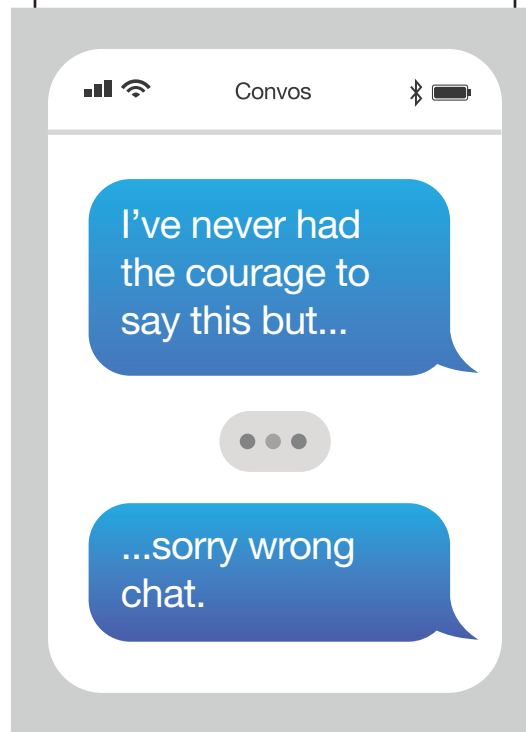 Convos
I’ve never had
the courage to
say this but...
...sorry wrong
chat.